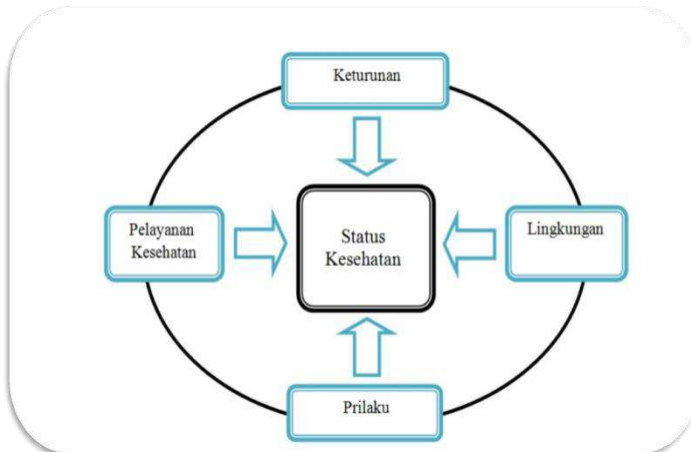 Keturunan
Pelayanan
Kesehatan
Status
Kesehatan
Lingkungan
Prilaku